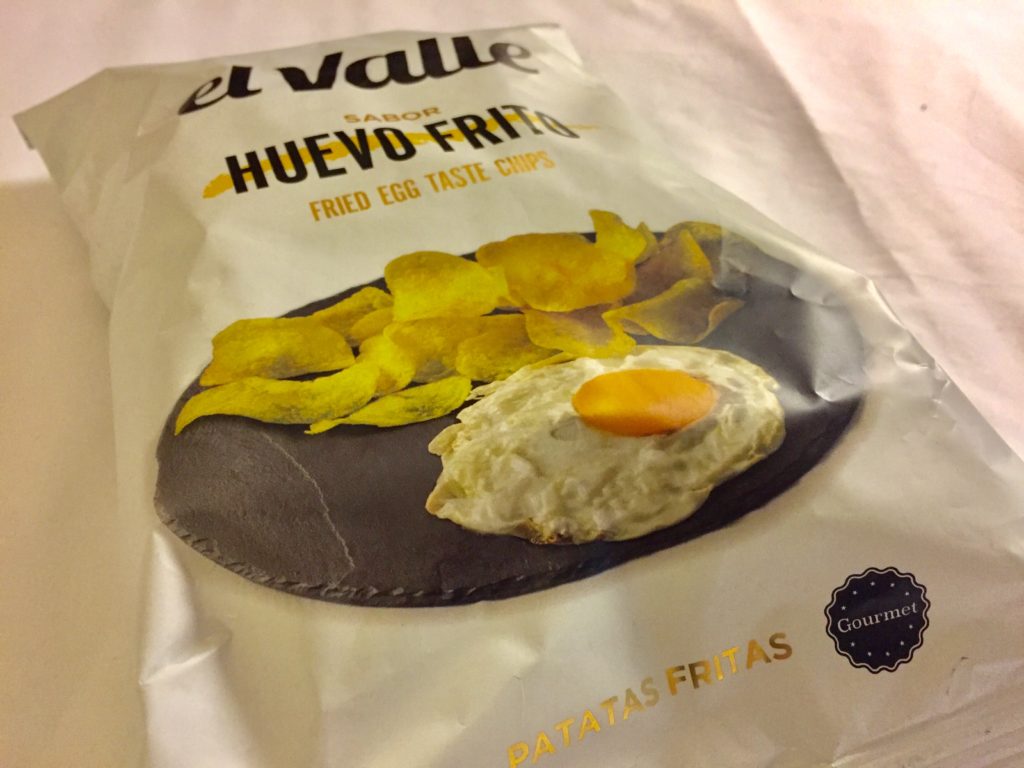 el Valle
SABOR
HUEVO FRITO
FRIED EGG TASTE CHIPS
Gourmet
PATATAS FRITAS